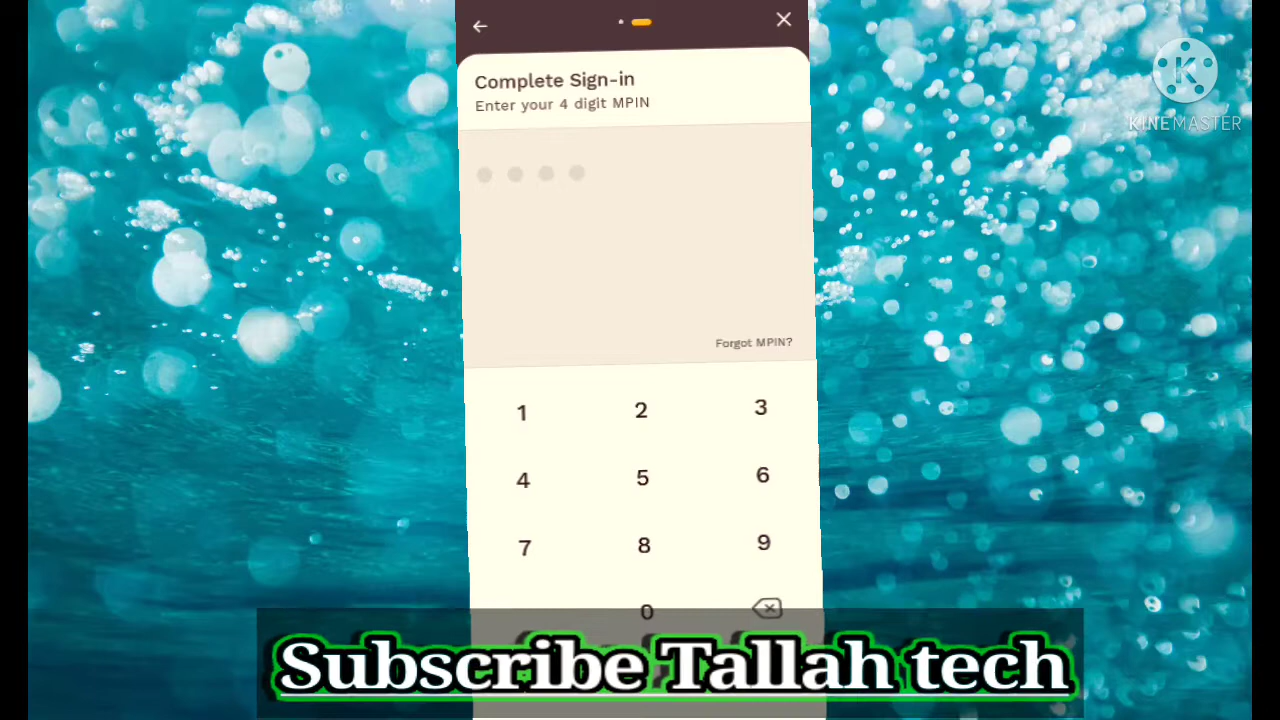 Complete Sign-in
Enter your 4 digit MPIN
KINEMASTER
Forgot MPIN?
1 2 3
4 5 6
7 8 9
0
Subscribe Tallah tech